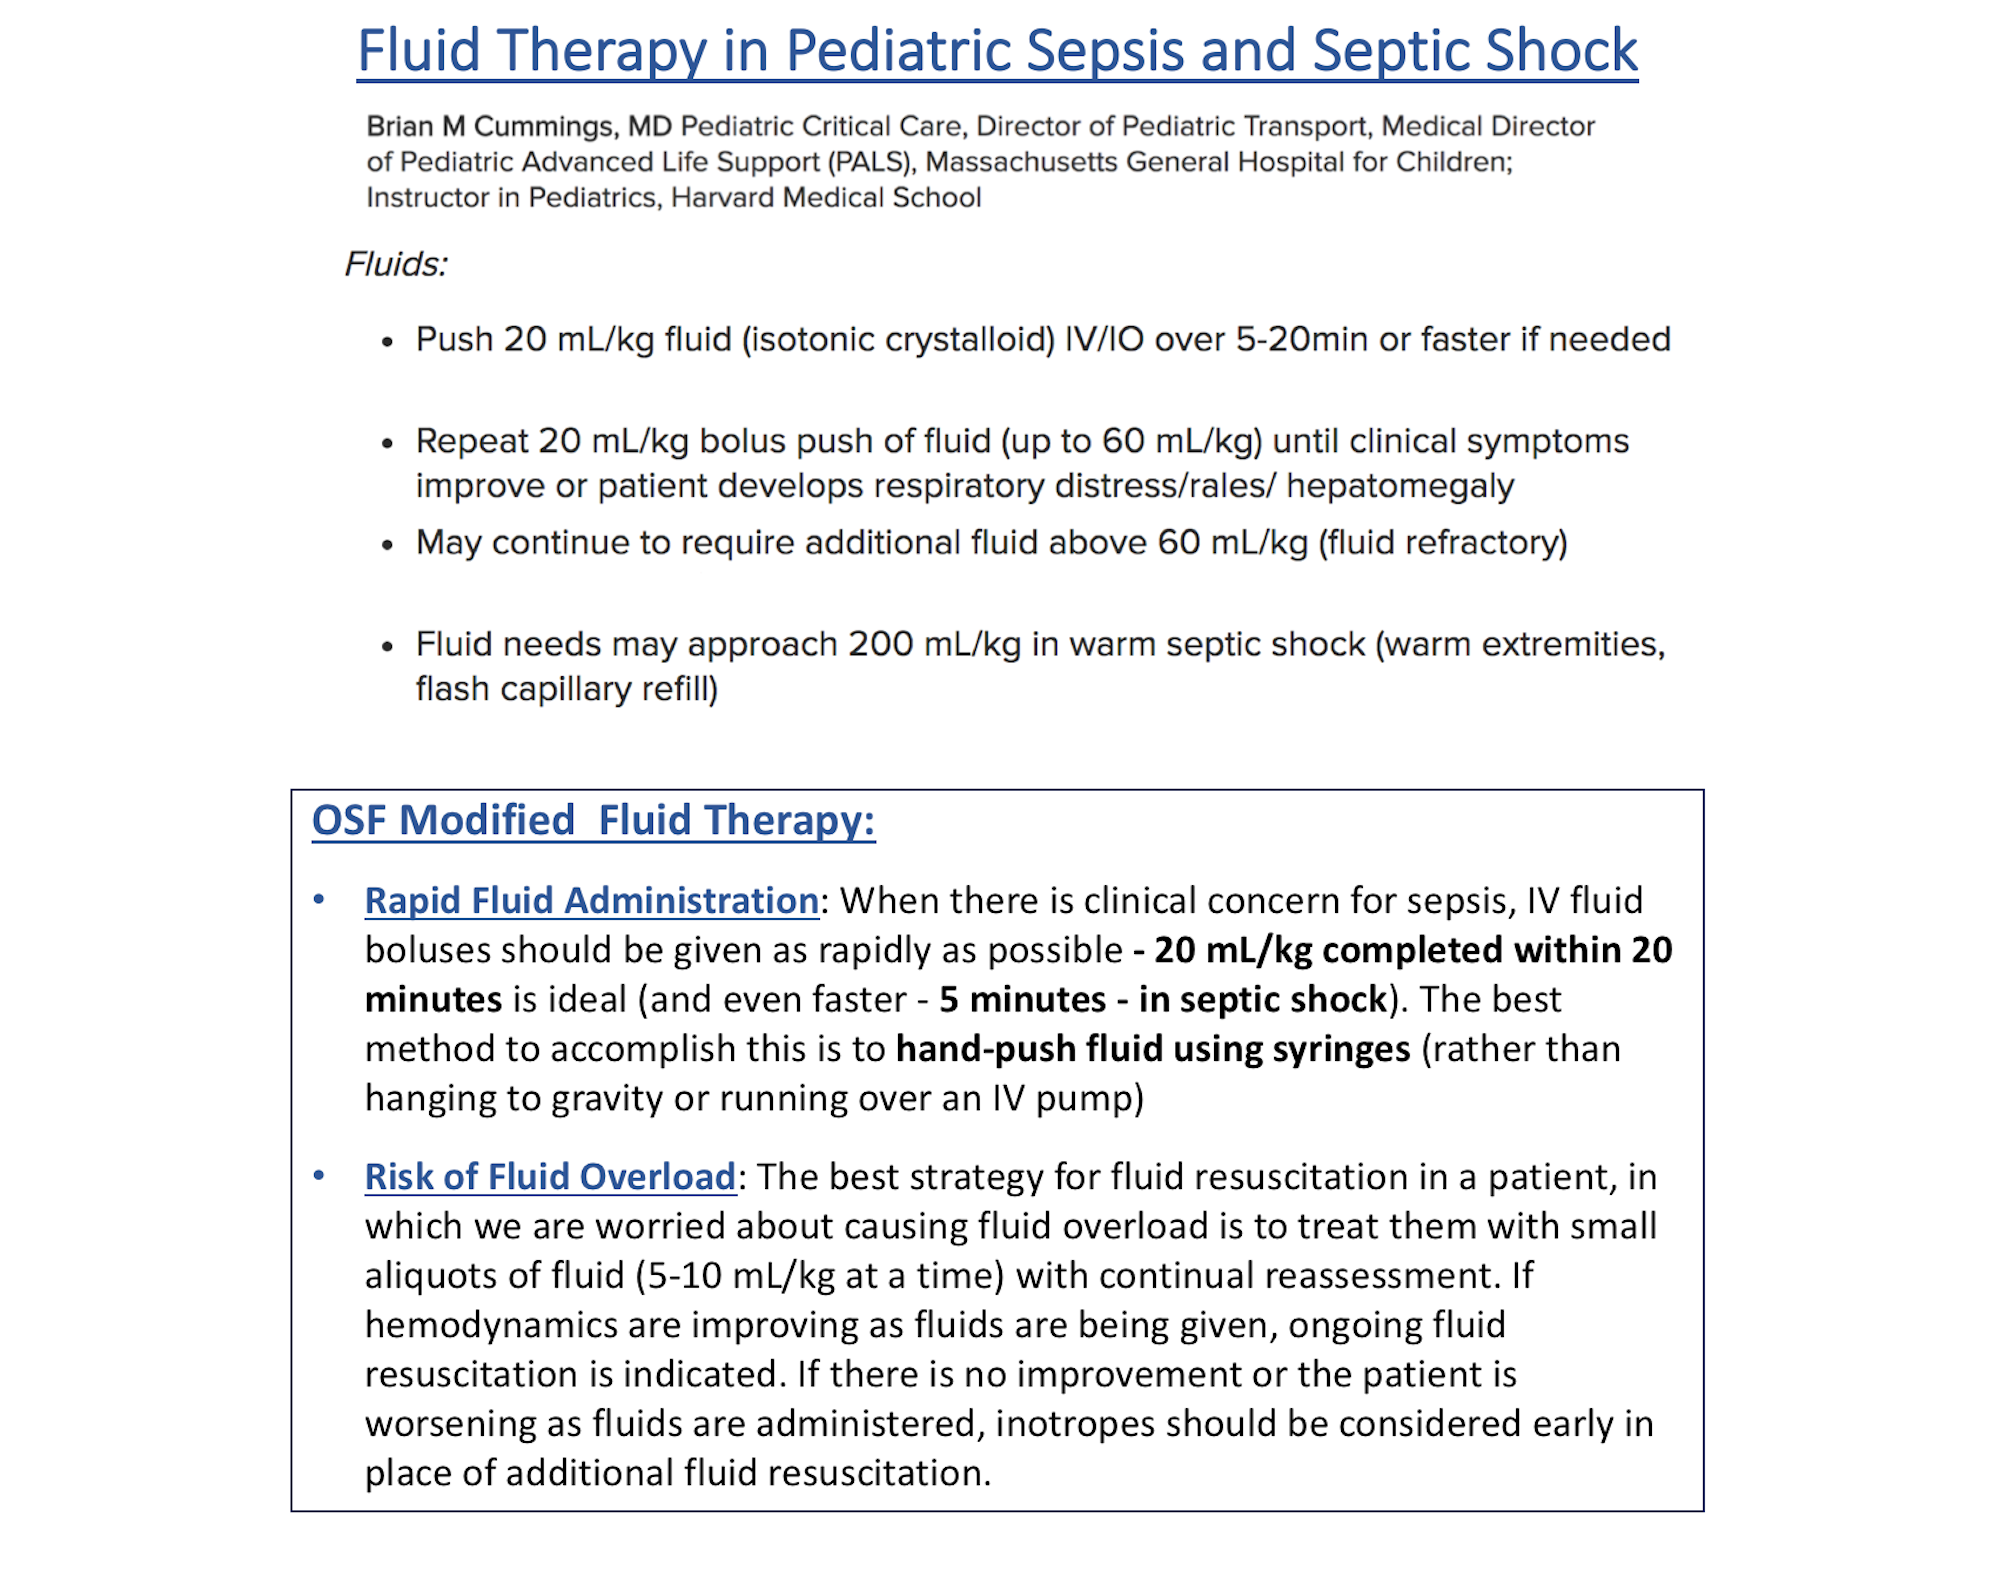 Fluid Therapy in Pediatric Sepsis and Septic Shock
Brian M Cummings, MD Pediatric Critical Care, Director of Pediatric Transport, Medical Director
of Pediatric Advanced Life Support (PALS), Massachusetts General Hospital for Children;
Instructor in Pediatrics, Harvard Medical School
Fluids:
• Push 20 mL/kg fluid (isotonic crystalloid) IV/IO over 5-20min or faster if needed
• Repeat 20 mL/kg bolus push of fluid (up to 60 mL/kg) until clinical symptoms
improve or patient develops respiratory distress/rales/ hepatomegaly
• May continue to require additional fluid above 60 mL/kg (fluid refractory)
• Fluid needs may approach 200 mL/kg in warm septic shock (warm extremities,
flash capillary refill)
OSF Modified  Fluid Therapy:
• Rapid Fluid Administration: When there is clinical concern for sepsis, IV fluid
boluses should be given as rapidly as possible - 20 mL/kg completed within 20
minutes is ideal (and even faster - 5 minutes - in septic shock). The best
method to accomplish this is to hand-push fluid using syringes (rather than
hanging to gravity or running over an IV pump)
• Risk of Fluid Overload: The best strategy for fluid resuscitation in a patient, in
which we are worried about causing fluid overload is to treat them with small
aliquots of fluid (5-10 mL/kg at a time) with continual reassessment. If
hemodynamics are improving as fluids are being given, ongoing fluid
resuscitation is indicated. If there is no improvement or the patient is
worsening as fluids are administered, inotropes should be considered early in
place of additional fluid resuscitation.